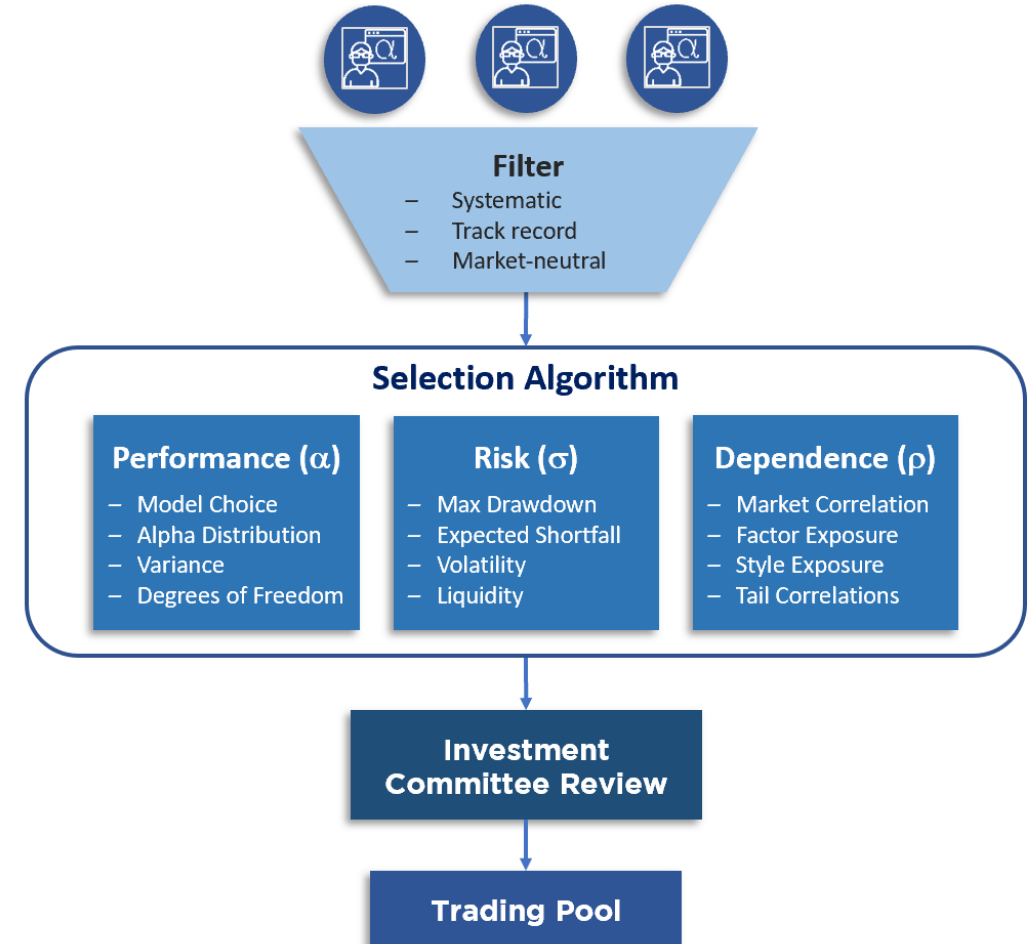 α α α
Filter
– Systematic
– Track record
– Market-neutral
Selection Algorithm
Performance (α)
– Model Choice
– Alpha Distribution
– Variance
– Degrees of Freedom
Risk (σ)
– Max Drawdown
– Expected Shortfall
– Volatility
– Liquidity
Dependence (ρ)
– Market Correlation
– Factor Exposure
– Style Exposure
– Tail Correlations
Investment
Committee Review
Trading Pool